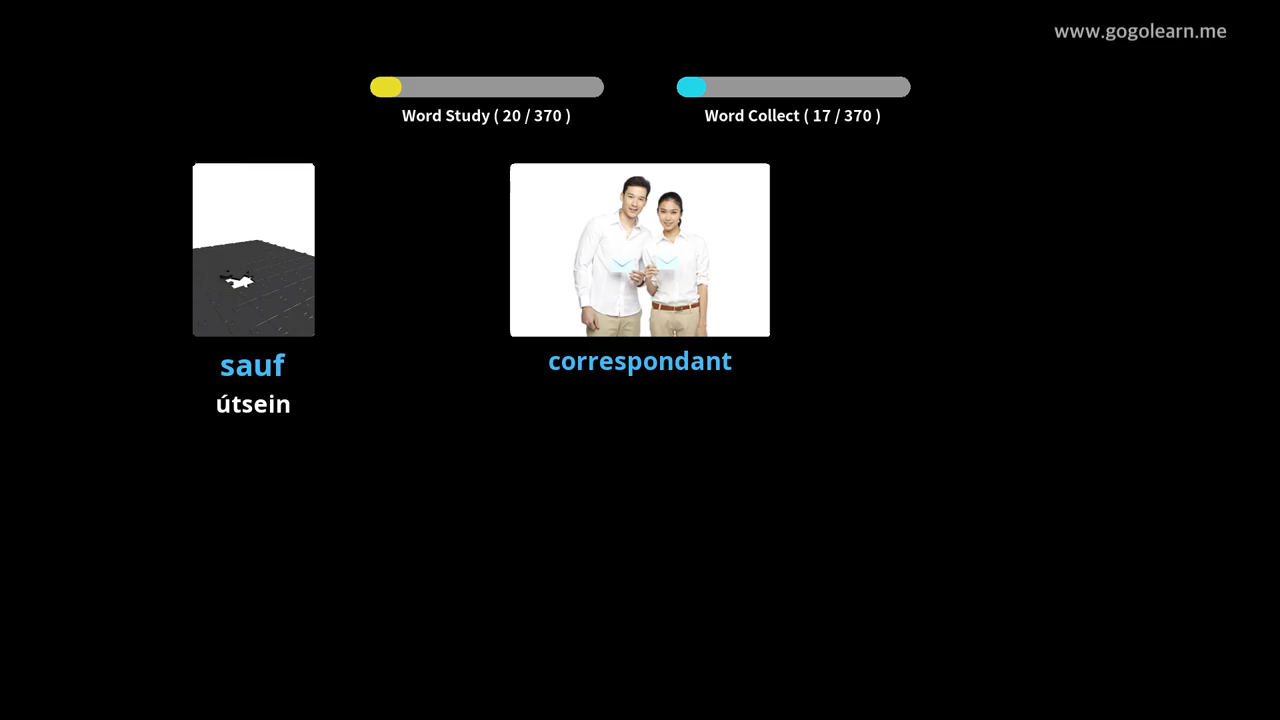 www.gogolearn.me
Word Study ( 20 / 370 )
Word Collect ( 17 / 370 )
sauf
útsein
correspondant